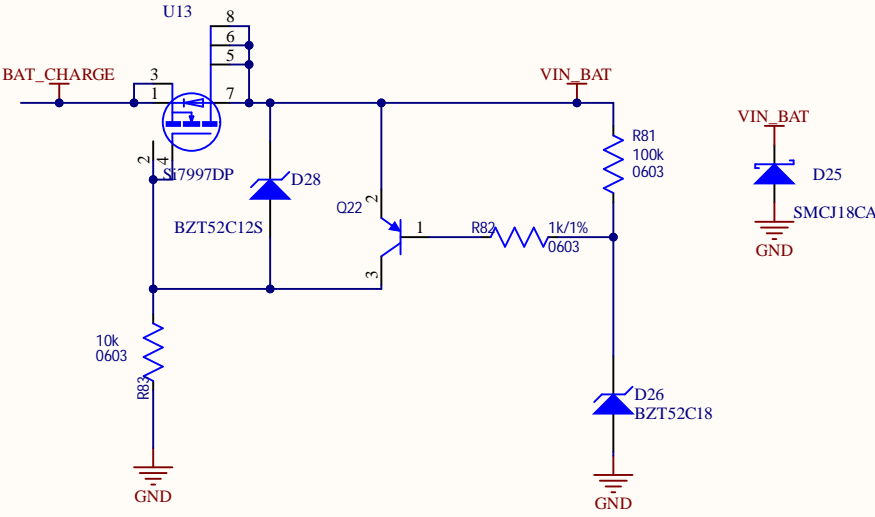 U13
8
6
5
BAT_CHARGE
3
1
7
VIN_BAT
2
4
Si7997DP
D28
BZT52C12S
Q22
2
1
3
R82
1k/1%
0603
R81
100k
0603
VIN_BAT
D25
SMCJ18CA
GND
10k
0603
R83
GND
D26
BZT52C18
GND